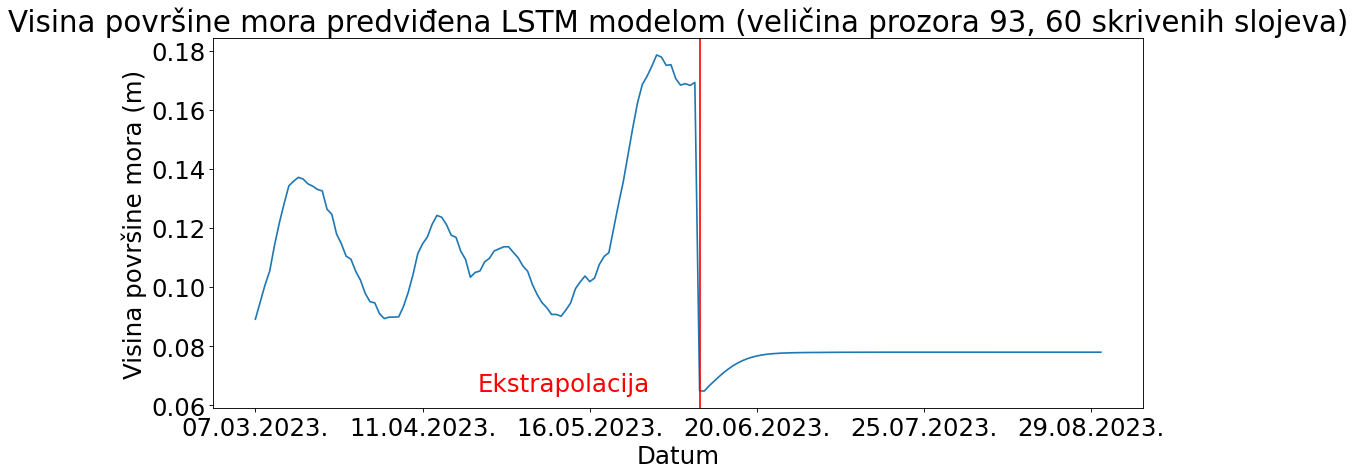 Visina površine mora predviđena LSTM modelom (veličina prozora 93, 60 skrivenih slojeva)
Visina površine mora (m)
0.18
0.16
0.14
0.12
0.10
0.08
0.06
Ekstrapolacija
07.03.2023. 11.04.2023. 16.05.2023. 20.06.2023. 25.07.2023. 29.08.2023.
Datum